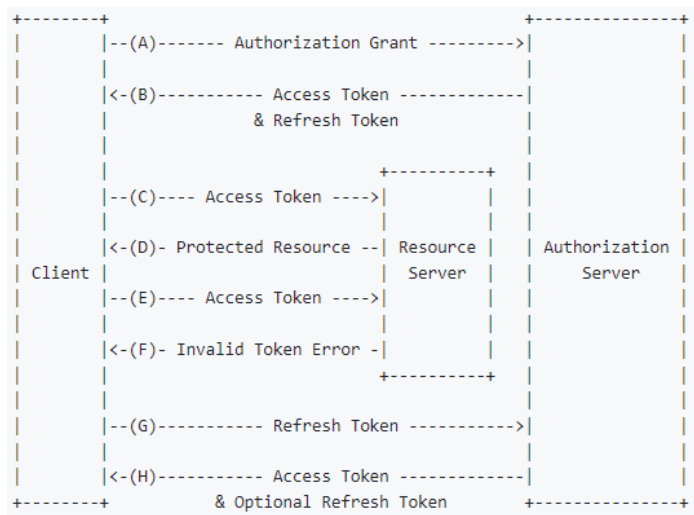 +--------+                                           +---------------+
|        |--(A)------- Authorization Grant --------->|               |
|        |                                           |               |
|        |<-(B)----------- Access Token -------------|               |
|        |               & Refresh Token             |               |
|        |                                           |               |
|        |                            +----------+   |               |
|        |--(C)---- Access Token ---->|          |   |               |
|        |                            |          |   |               |
|        |<-(D)- Protected Resource --| Resource |   | Authorization |
| Client |                            |  Server  |   |     Server    |
|        |--(E)---- Access Token ---->|          |   |               |
|        |                            |          |   |               |
|        |<-(F)- Invalid Token Error -|          |   |               |
|        |                            +----------+   |               |
|        |                                           |               |
|        |--(G)----------- Refresh Token ----------->|               |
|        |                                           |               |
|        |<-(H)----------- Access Token -------------|               |
+--------+           & Optional Refresh Token        +---------------+